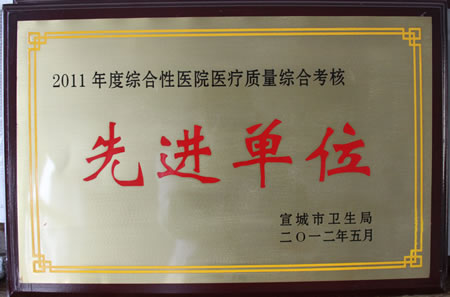 2011年度综合性医院医疗质量综合考核
先进单位
宣城市卫生局
二〇一二年五月